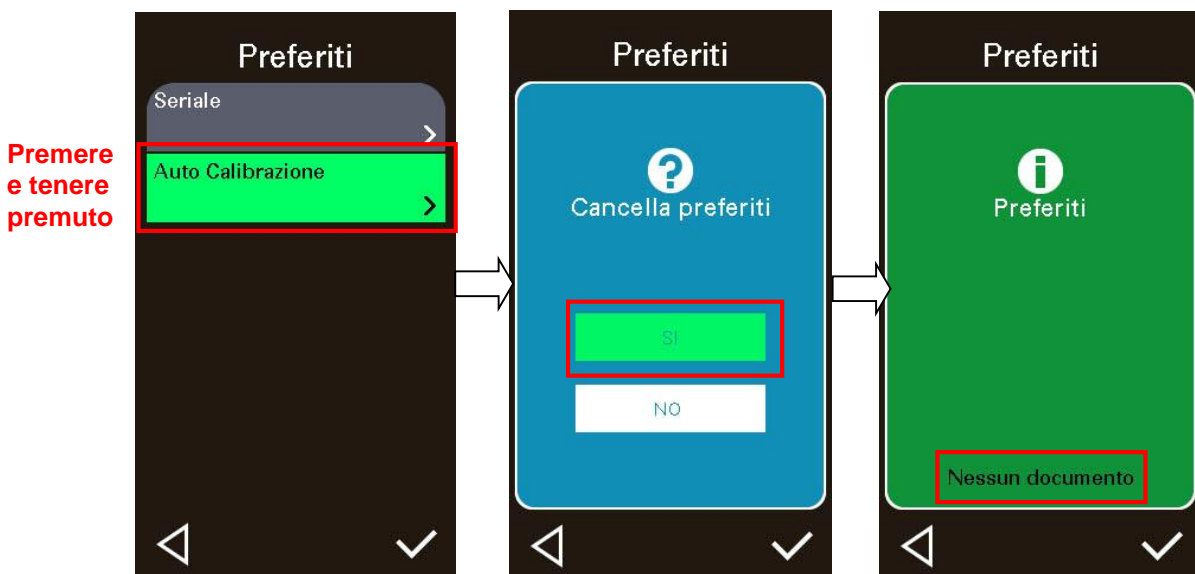 Premere
e tenere
premuto
Preferiti
Seriale
Auto Calibrazione
Preferiti
Cancella preferiti
SI
NO
Preferiti
Preferiti
Nessun documento